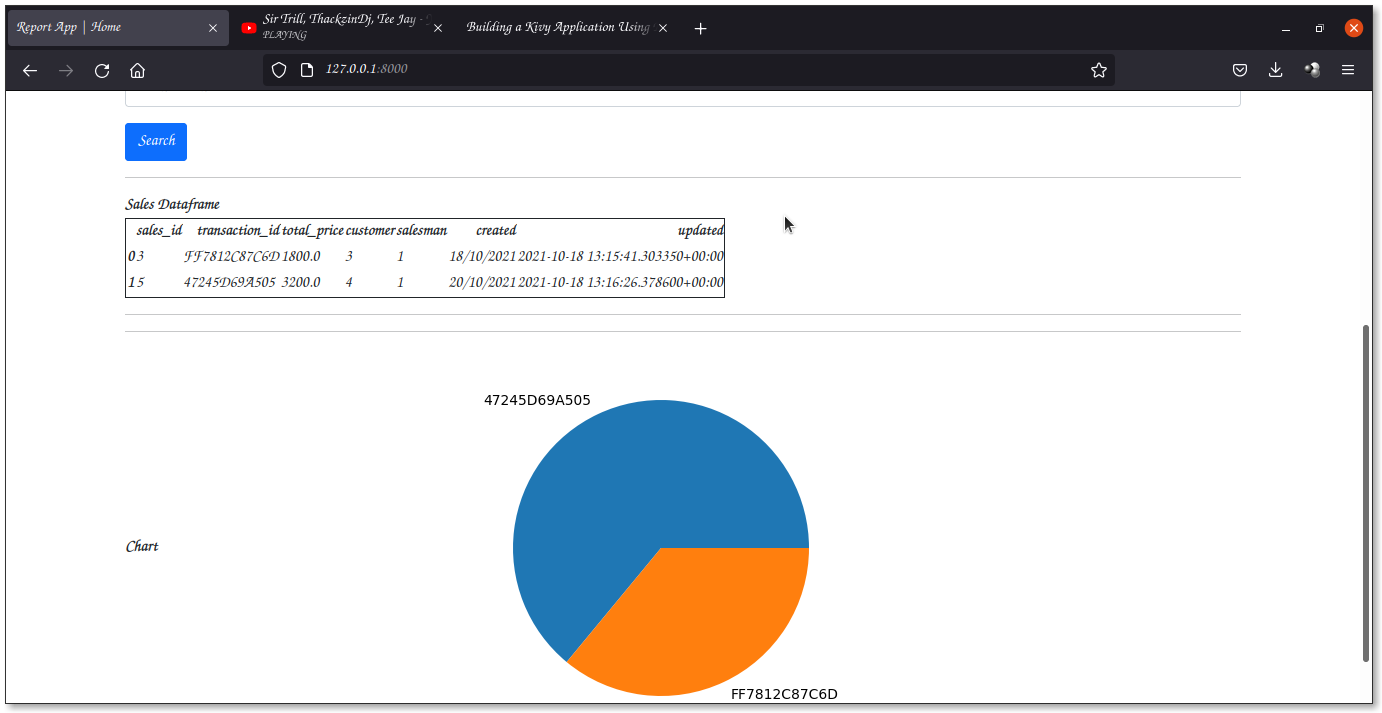 Report App | Home
Sir Trill, ThackzinDj, Tee Jay -
PLAYING
Building a Kivy Application Using
127.0.0.1:8000
Search
Sales Dataframe
sales_id transaction_id total_price customer salesman created updated
0 3 FF7812C87C6D 1800.0 3 1 18/10/2021 2021-10-18 13:15:41.303350+00:00
1 5 47245D69A505 3200.0 4 1 20/10/2021 2021-10-18 13:16:26.378600+00:00
47245D69A505
Chart
FF7812C87C6D